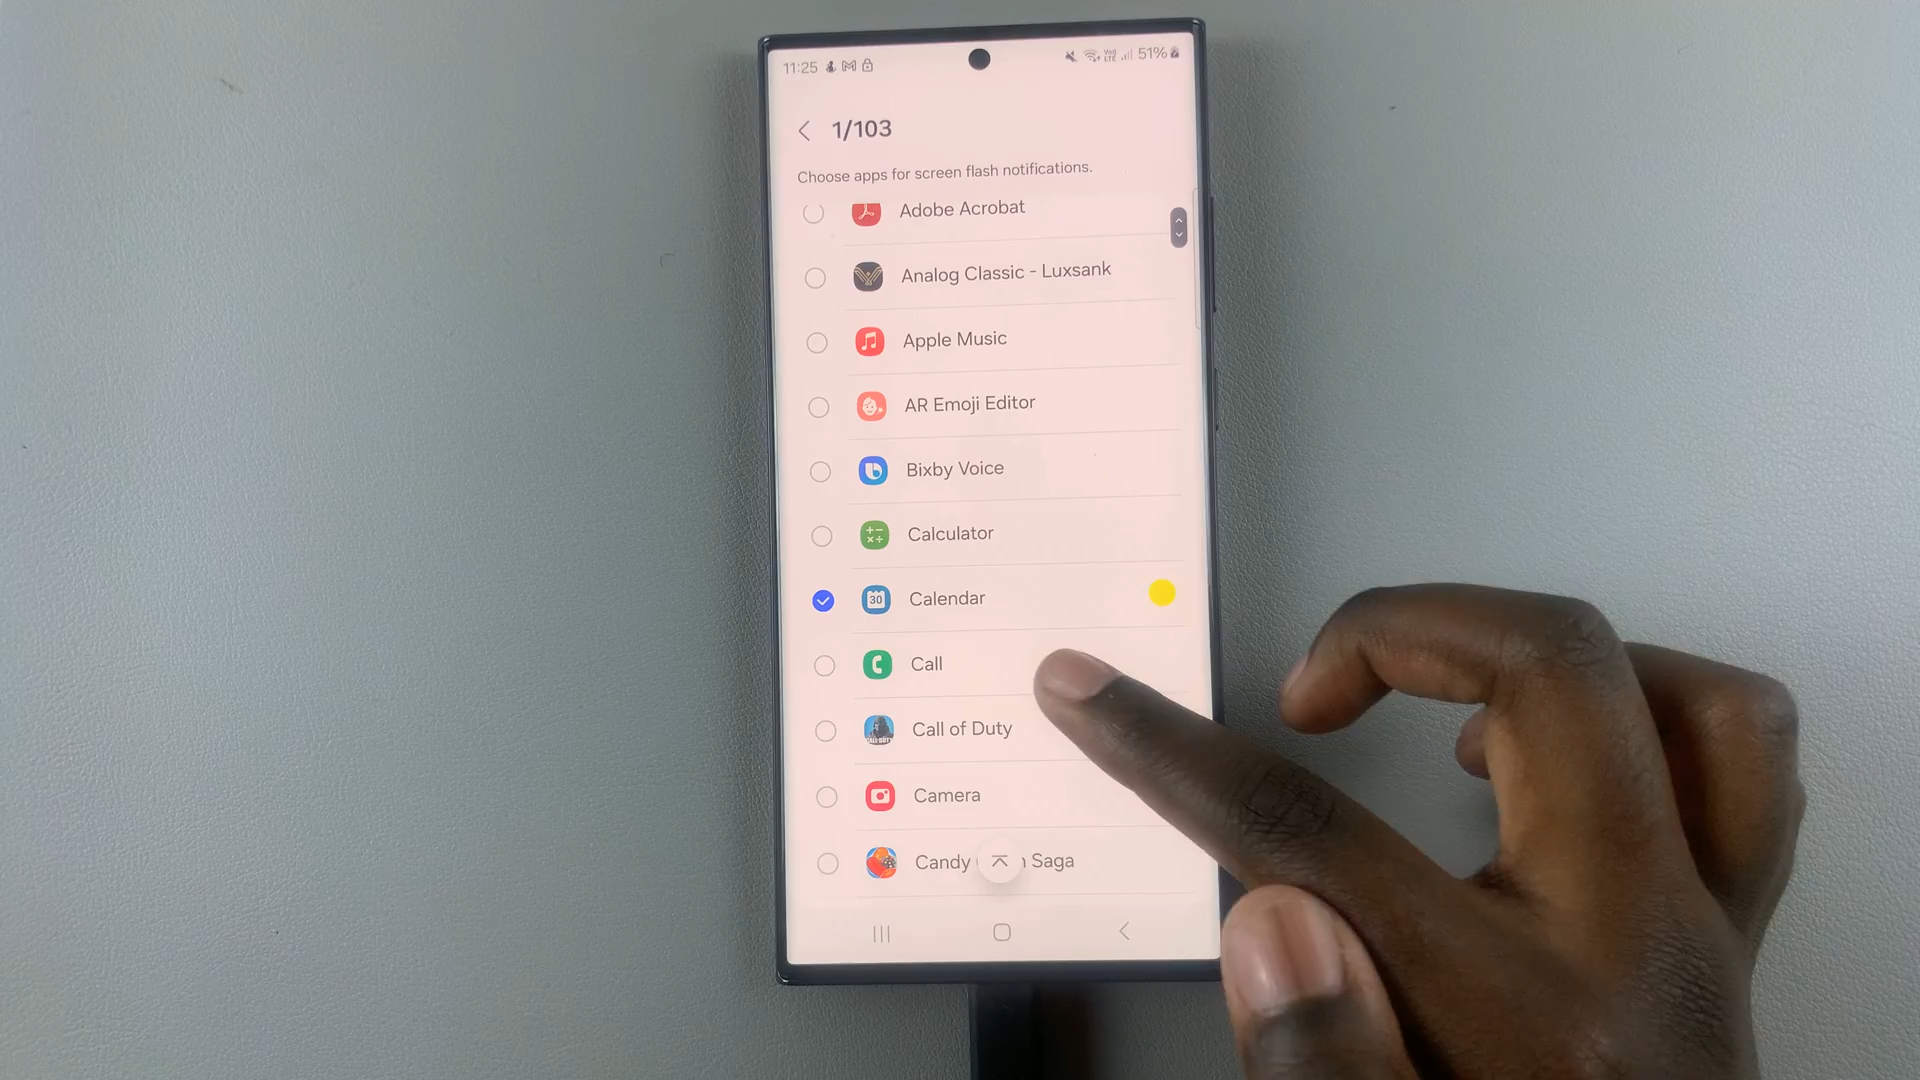 11:25
51%
1/103
Choose apps for screen flash notifications.
Adobe Acrobat
Analog Classic - Luxsank
Apple Music
AR Emoji Editor
Bixby Voice
Calculator
30
Calendar
Call
Call of Duty
Camera
Candy Saga